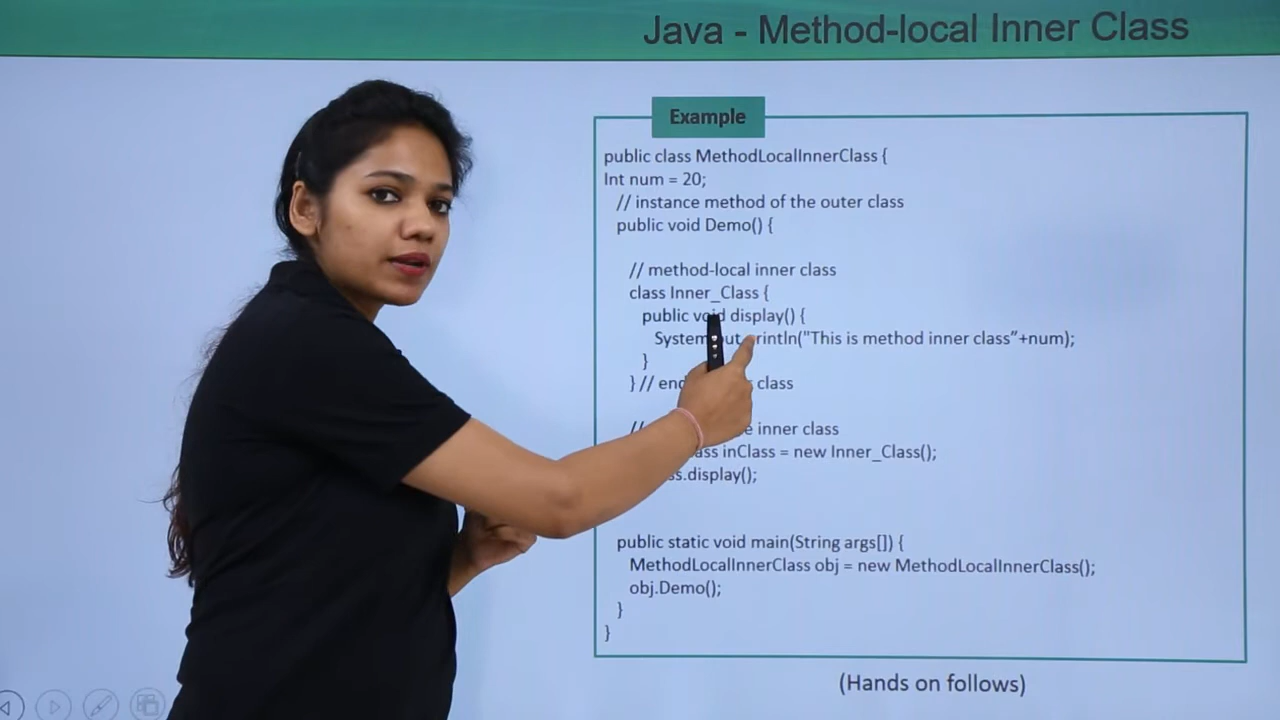 Java - Method-local Inner Class
Example
public class MethodLocalInnerClass {
Int num = 20;
// instance method of the outer class
public void Demo() {
// method-local inner class
class Inner_Class {
public void display() {
System.out.println("This is method inner class”+num);
}
} // end class
// inner class
inClass = new Inner_Class();
.display();
public static void main(String args[]) {
MethodLocalInnerClass obj = new MethodLocalInnerClass();
obj.Demo();
}
}
(Hands on follows)